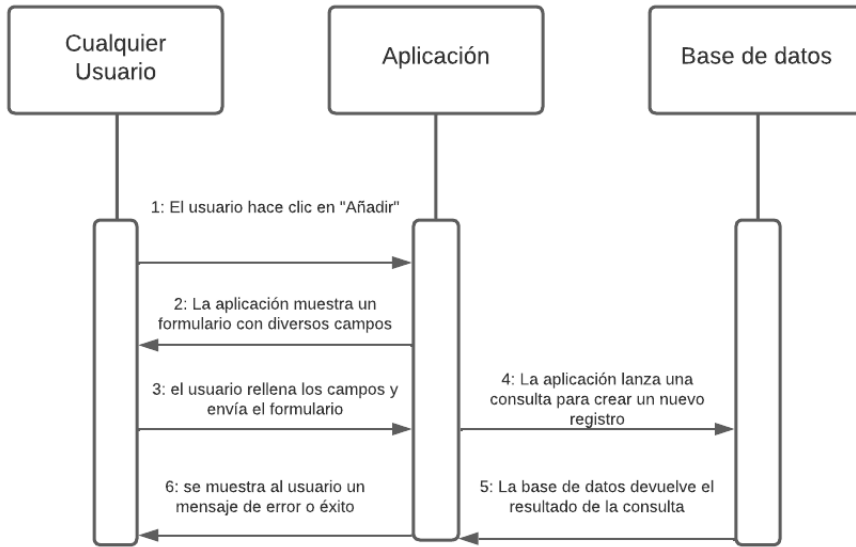 Cualquier
Usuario
Aplicación
Base de datos
1: El usuario hace clic en "Añadir"
2: La aplicación muestra un
formulario con diversos campos
3: el usuario rellena los campos y
envía el formulario
4: La aplicación lanza una
consulta para crear un nuevo
registro
6: se muestra al usuario un
mensaje de error o éxito
5: La base de datos devuelve el
resultado de la consulta